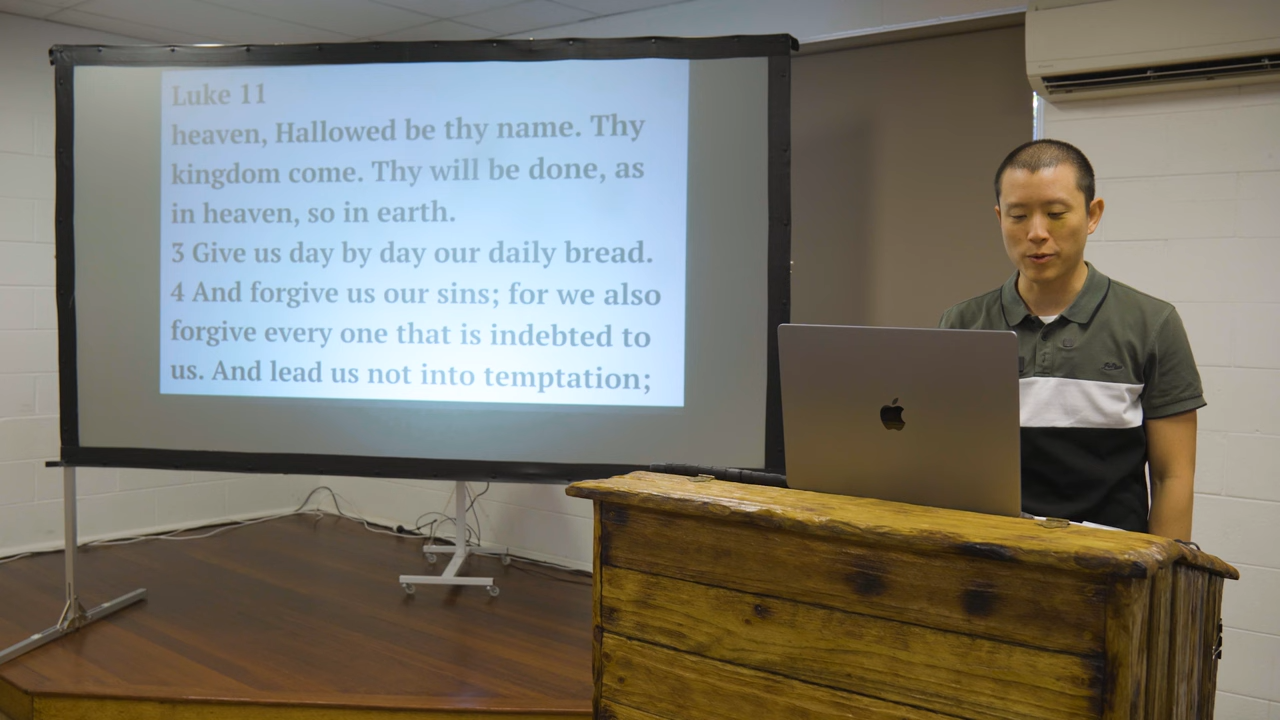 Luke 11
heaven, Hallowed be thy name. Thy
kingdom come. Thy will be done, as
in heaven, so in earth.
3 Give us day by day our daily bread.
4 And forgive us our sins; for we also
forgive every one that is indebted to
us. And lead us not into temptation;